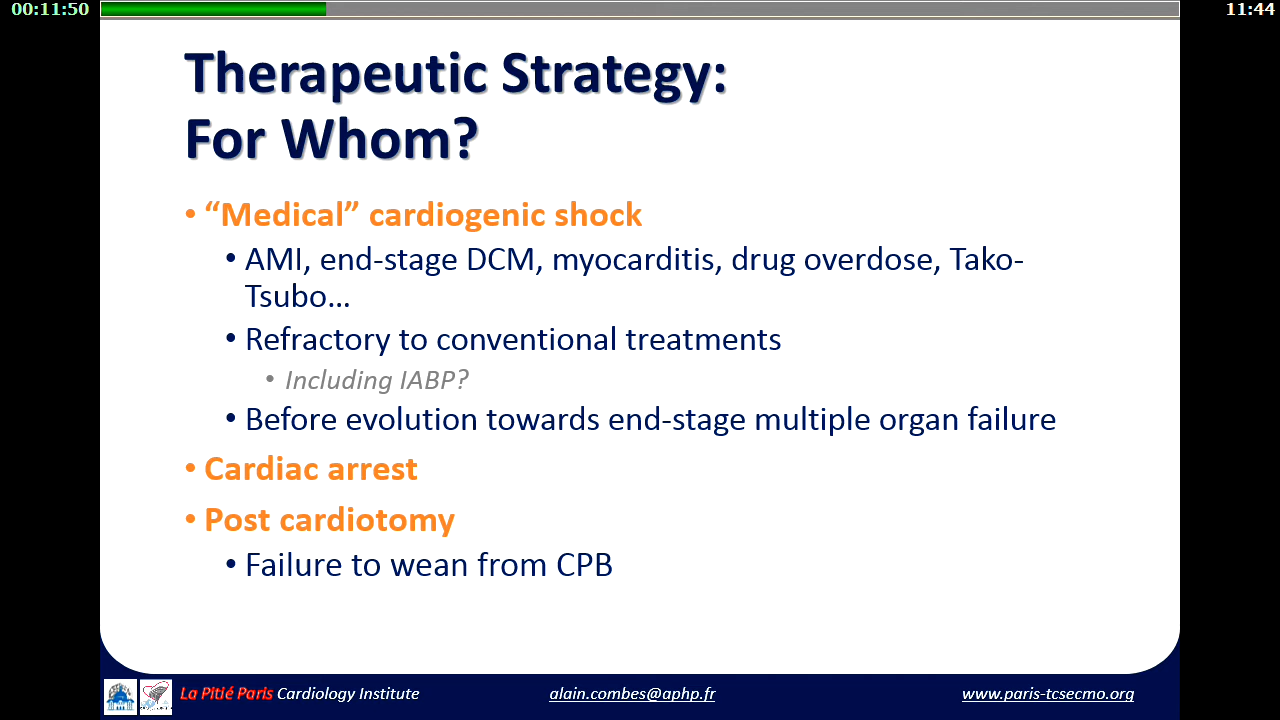 00:11:50
11:44
Therapeutic Strategy:
For Whom?
• “Medical” cardiogenic shock
• AMI, end-stage DCM, myocarditis, drug overdose, Tako-
Tsubo…
• Refractory to conventional treatments
• Including IABP?
• Before evolution towards end-stage multiple organ failure
• Cardiac arrest
• Post cardiotomy
• Failure to wean from CPB
La Pitié Paris Cardiology Institute
alain.combes@aphp.fr
www.paris-tcsecmo.org